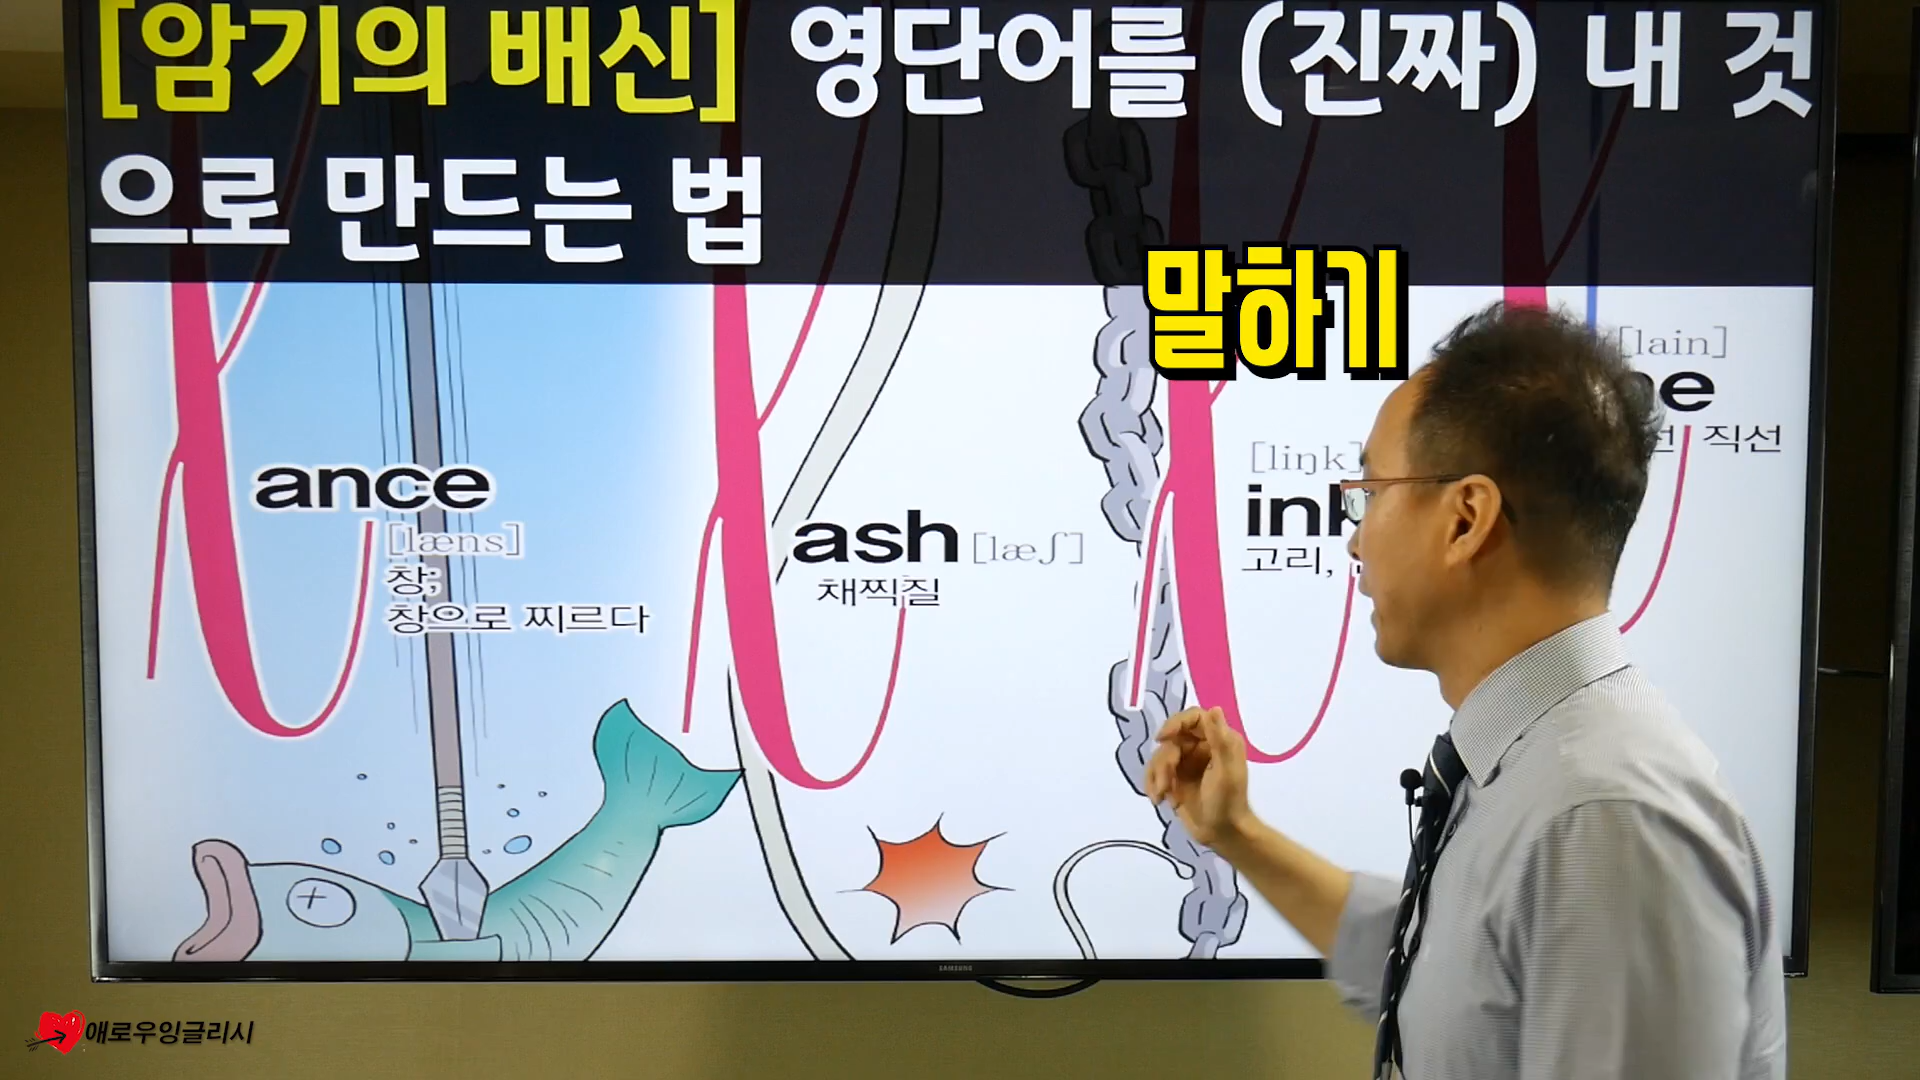 [암기의 배신] 영단어를 (진짜) 내 것
으로 만드는 법
말하기
[lain]
직선
l ance
[læns]
창;
창으로 찌르다
l ash [læʃ]
채찍질
[liŋk]
l ink
고리,
SAMSUNG
애로우잉글리시